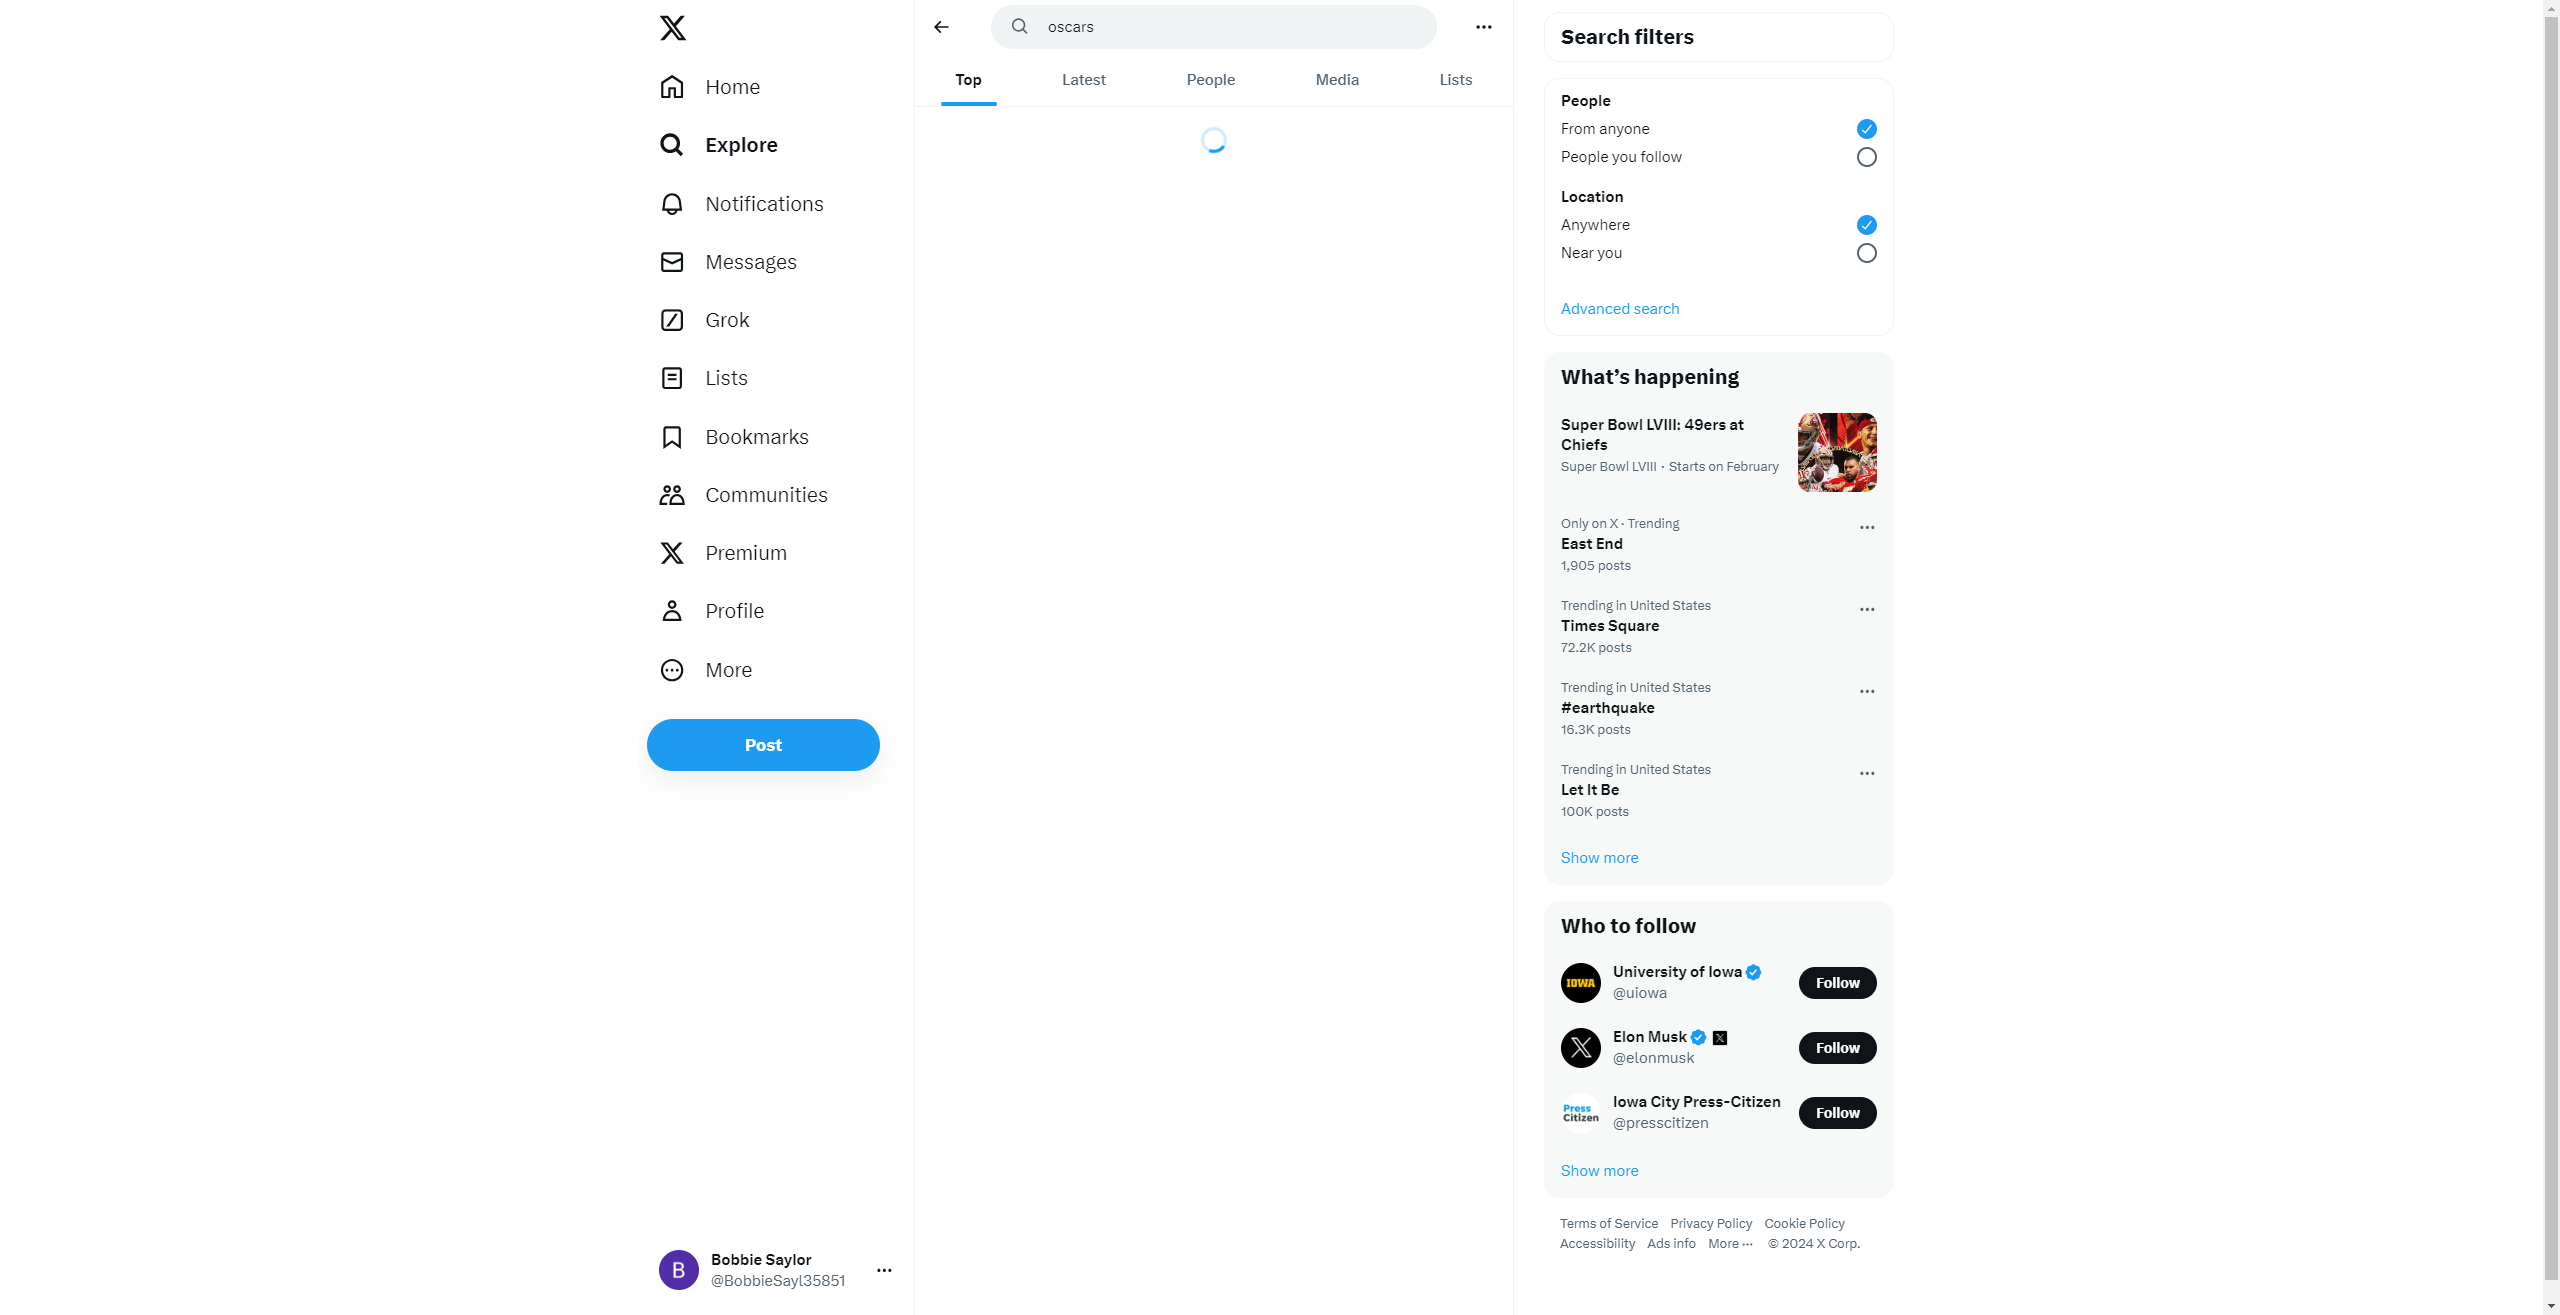 Home
Explore
Notifications
Messages
Grok
Lists
Bookmarks
Communities
Premium
Profile
More
Post
Bobbie Saylor
@BobbieSayl35851
oscars
Top
Latest
People
Media
Lists
Search filters
People
From anyone
People you follow
Location
Anywhere
Near you
Advanced search
What’s happening
Super Bowl LVIII: 49ers at
Chiefs
Super Bowl LVIII · Starts on February
Only on X · Trending
East End
1,905 posts
Trending in United States
Times Square
72.2K posts
Trending in United States
#earthquake
16.3K posts
Trending in United States
Let It Be
100K posts
Show more
Who to follow
IOWA
University of Iowa
@uiowa
Follow
Elon Musk
@elonmusk
Follow
Press
Citizen
Iowa City Press-Citizen
@presscitizen
Follow
Show more
Terms of Service Privacy Policy Cookie Policy
Accessibility Ads info More ··· © 2024 X Corp.
B